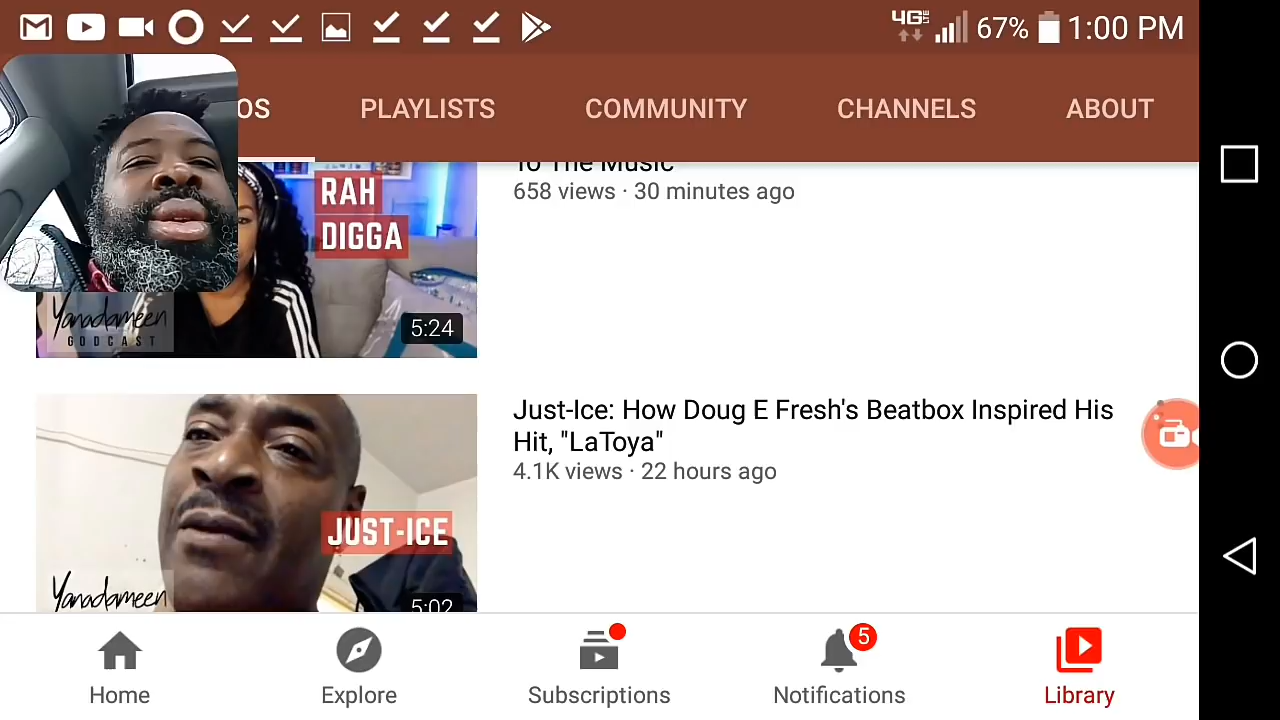 4G LTE 67% 1:00 PM
OS PLAYLISTS COMMUNITY CHANNELS ABOUT
To The Music
658 views · 30 minutes ago
RAH
DIGGA
Yanadameen
GODCAST
5:24
Just-Ice: How Doug E Fresh's Beatbox Inspired His
Hit, "LaToya"
4.1K views · 22 hours ago
JUST-ICE
Yanadameen
5:02
5
Home Explore Subscriptions Notifications Library